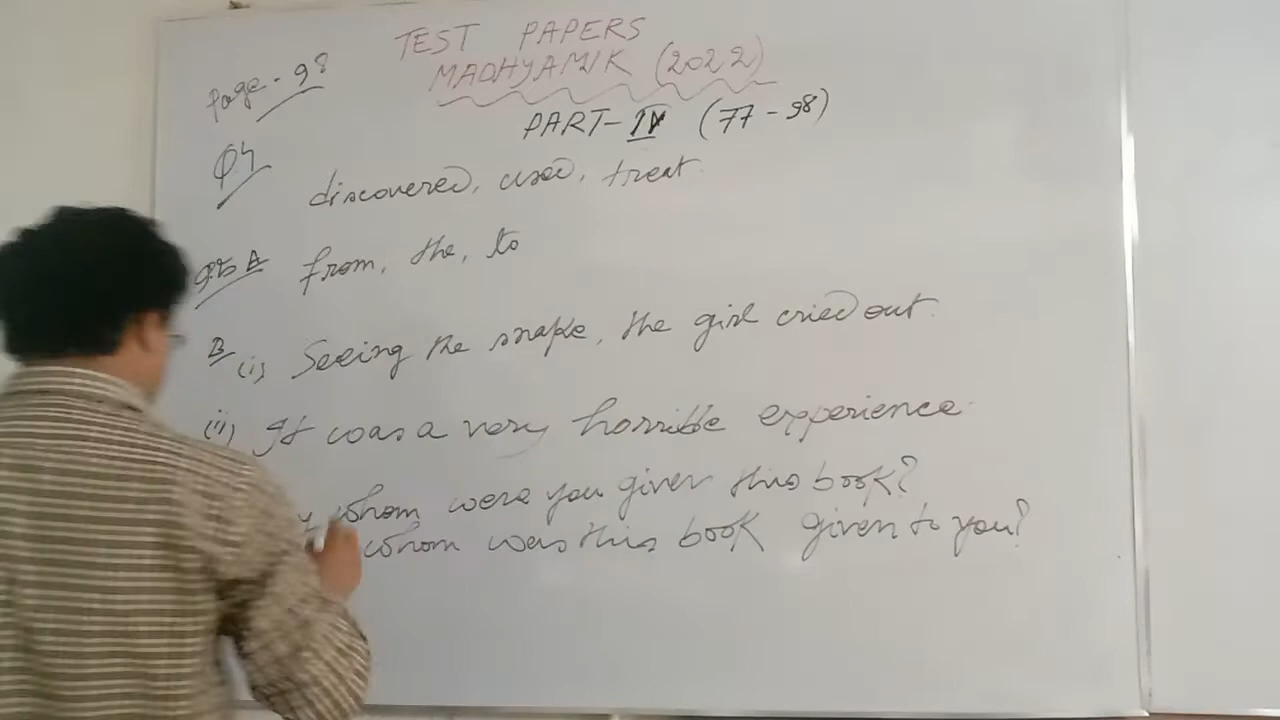 TEST PAPERS
MADHYAMIK (2022)
Page - 98
PART-IV (77 - 98)
Q4
discovered, used, treat.
Q5 A from, the, to
B (i) Seeing the snake, the girl cried out.
(ii) It was a very horrible experience.
whom were you given this book?
whom was this book given to you?